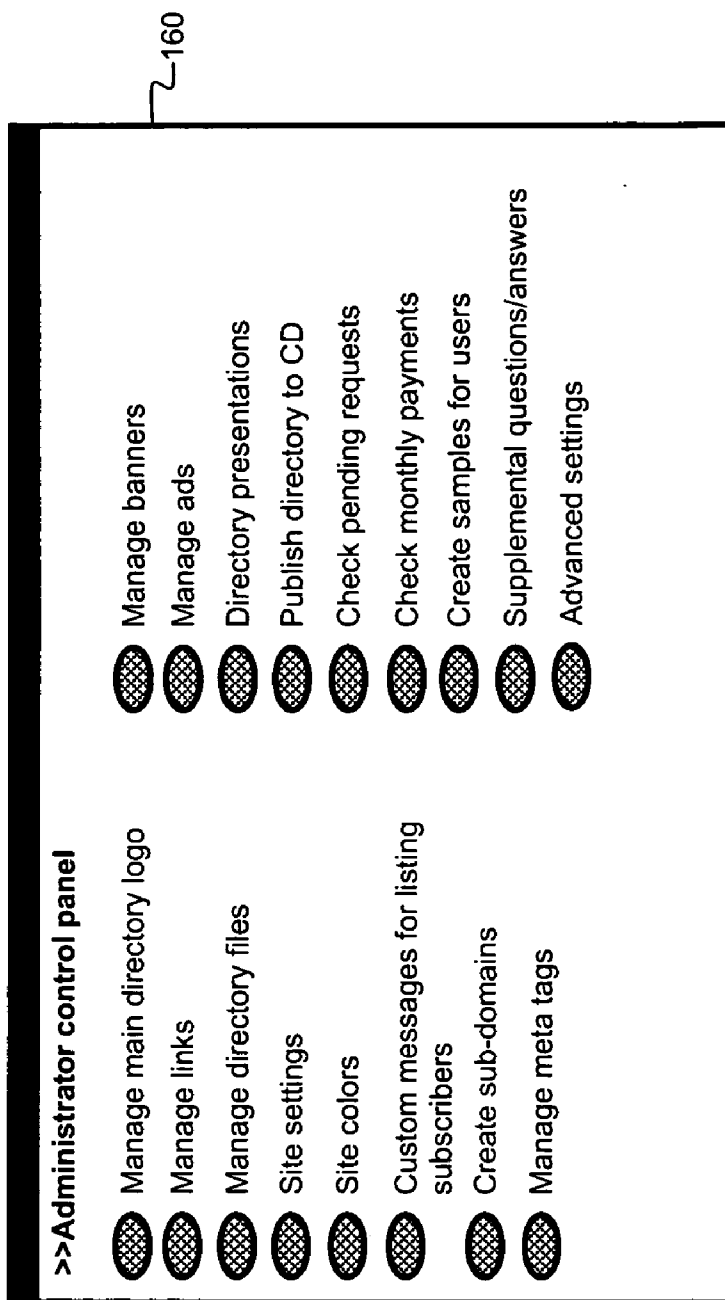 >>Administrator control panel
Manage main directory logo
Manage links
Manage directory files
Site settings
Site colors
Custom messages for listing
subscribers
Create sub-domains
Manage meta tags
Manage banners
Manage ads
Directory presentations
Publish directory to CD
Check pending requests
Check monthly payments
Create samples for users
Supplemental questions/answers
Advanced settings
160